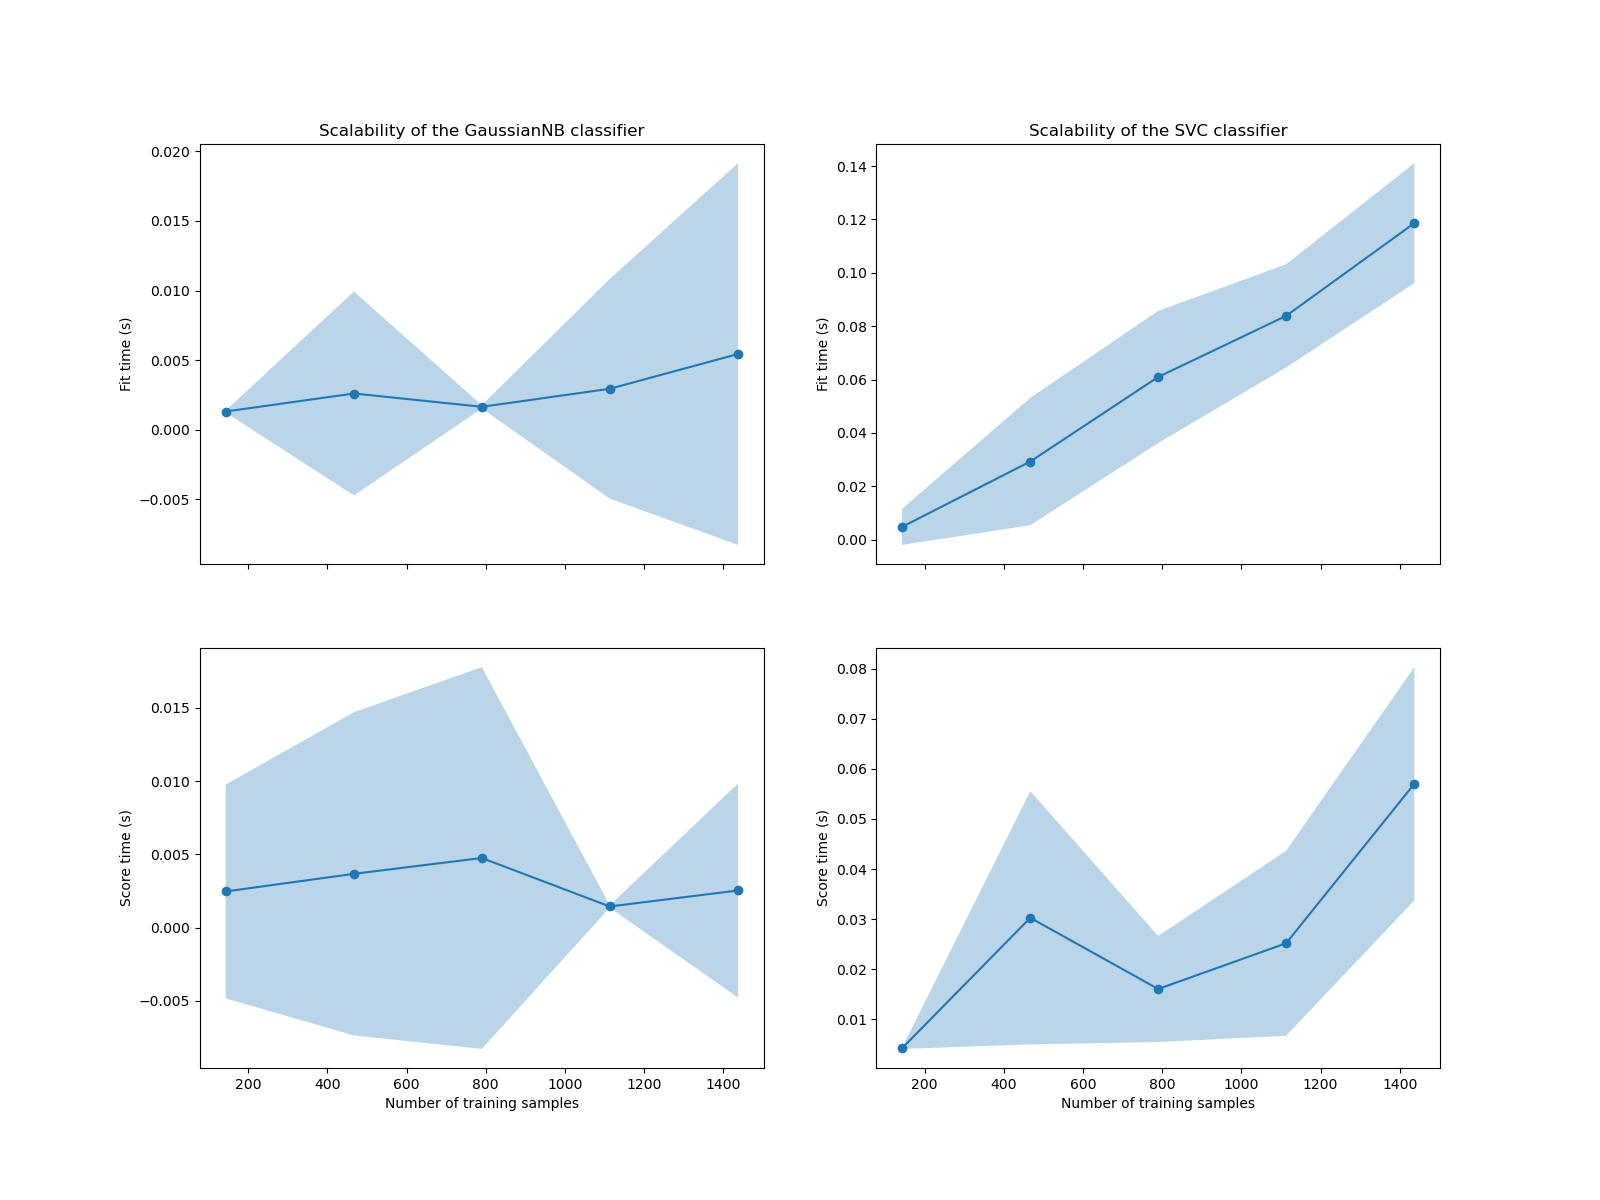 Scalability of the GaussianNB classifier
0.020
0.015
0.010
0.005
0.000
−0.005
Fit time (s)
Scalability of the SVC classifier
0.14
0.12
0.10
0.08
0.06
0.04
0.02
0.00
Fit time (s)
0.015
0.010
0.005
0.000
−0.005
Score time (s)
200 400 600 800 1000 1200 1400
Number of training samples
0.08
0.07
0.06
0.05
0.04
0.03
0.02
0.01
Score time (s)
200 400 600 800 1000 1200 1400
Number of training samples